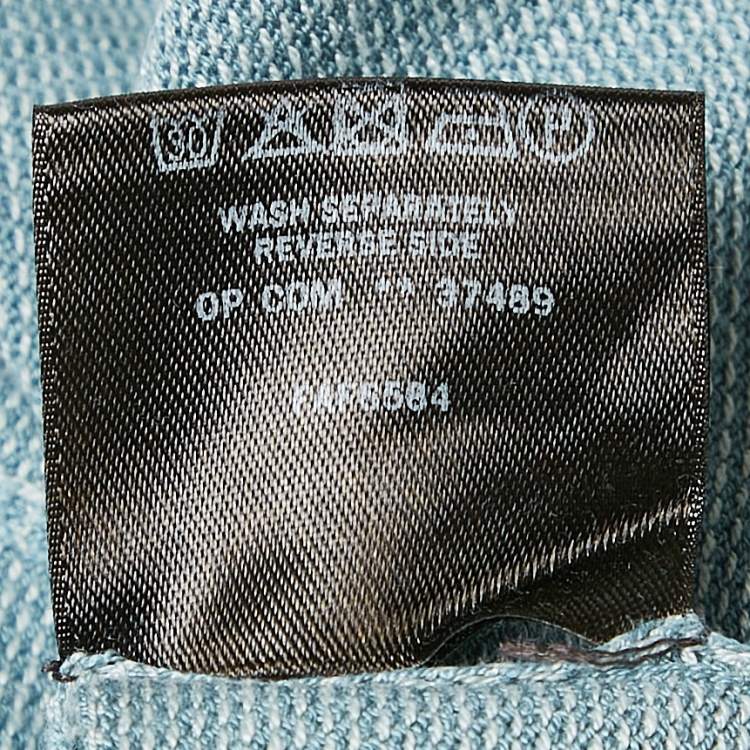 30 P
WASH SEPARATELY
REVERSE SIDE
OP COM ** 37489